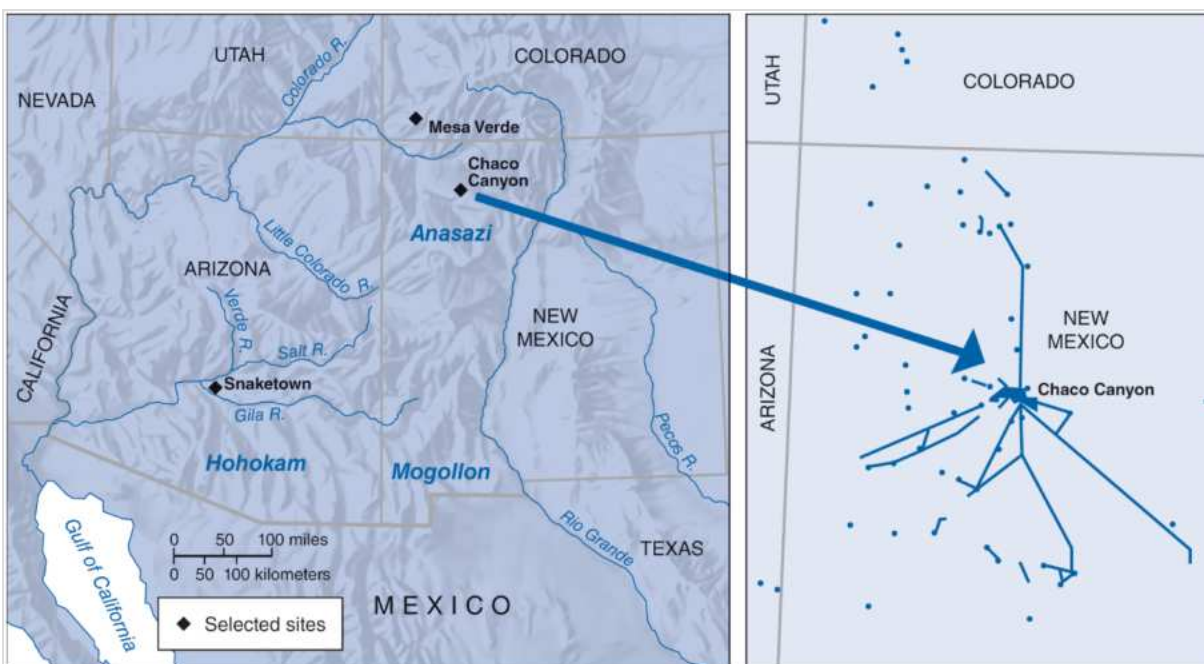 UTAH
Colorado R.
COLORADO
NEVADA
Mesa Verde
Chaco
Canyon
Anasazi
Little Colorado R.
ARIZONA
Verde R.
NEW
MEXICO
CALIFORNIA
Salt R.
Snaketown
Gila R.
Pecos R.
Hohokam
Mogollon
Rio Grande
TEXAS
Gulf of California
0 50 100 miles
0 50 100 kilometers
MEXICO
Selected sites
UTAH
COLORADO
NEW
MEXICO
ARIZONA
Chaco Canyon